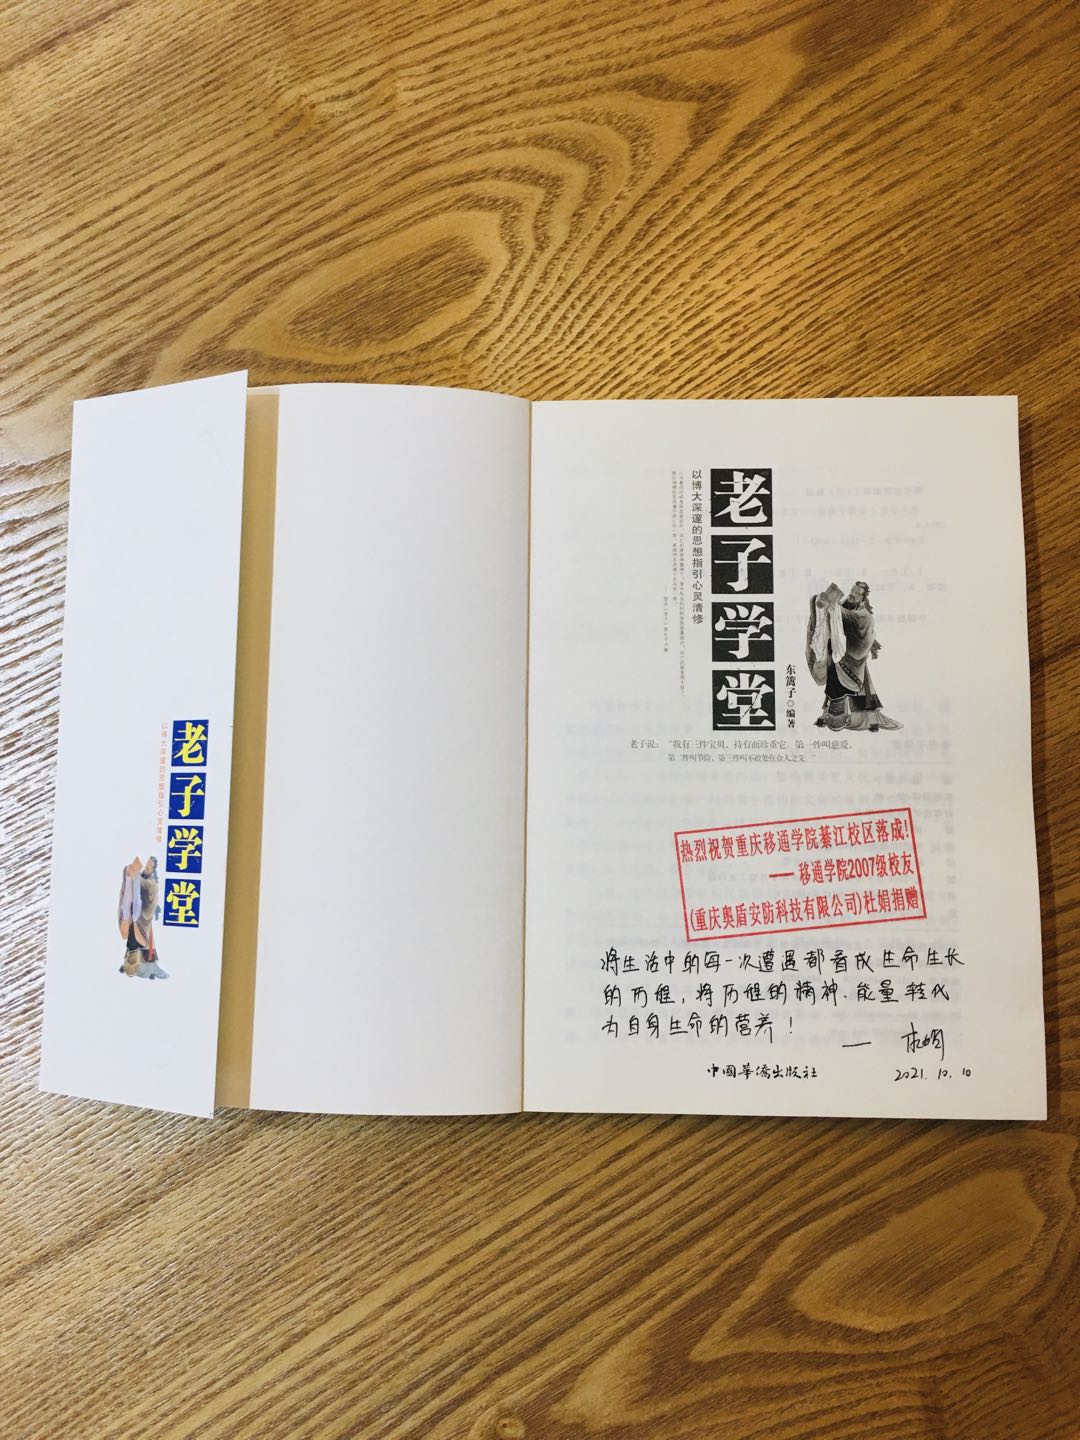 老子学堂
以博大深邃的思想指引心灵清修
老子学堂
以博大深邃的思想指引心灵清修
东篱子◎编著
老子说：“我有三件宝贝，持有而珍重它。第一件叫慈爱，
第二件叫节俭，第三件叫不敢处在众人之先。”
热烈祝贺重庆移通学院綦江校区落成!
——移通学院2007级校友
(重庆奥盾安防科技有限公司)杜娟捐赠
将生活中的每一次遭遇都看成生命生长
的历程，将历程的精神、能量转化
为自身生命的营养！
—— 杜娟
2021.10.10
中国华侨出版社